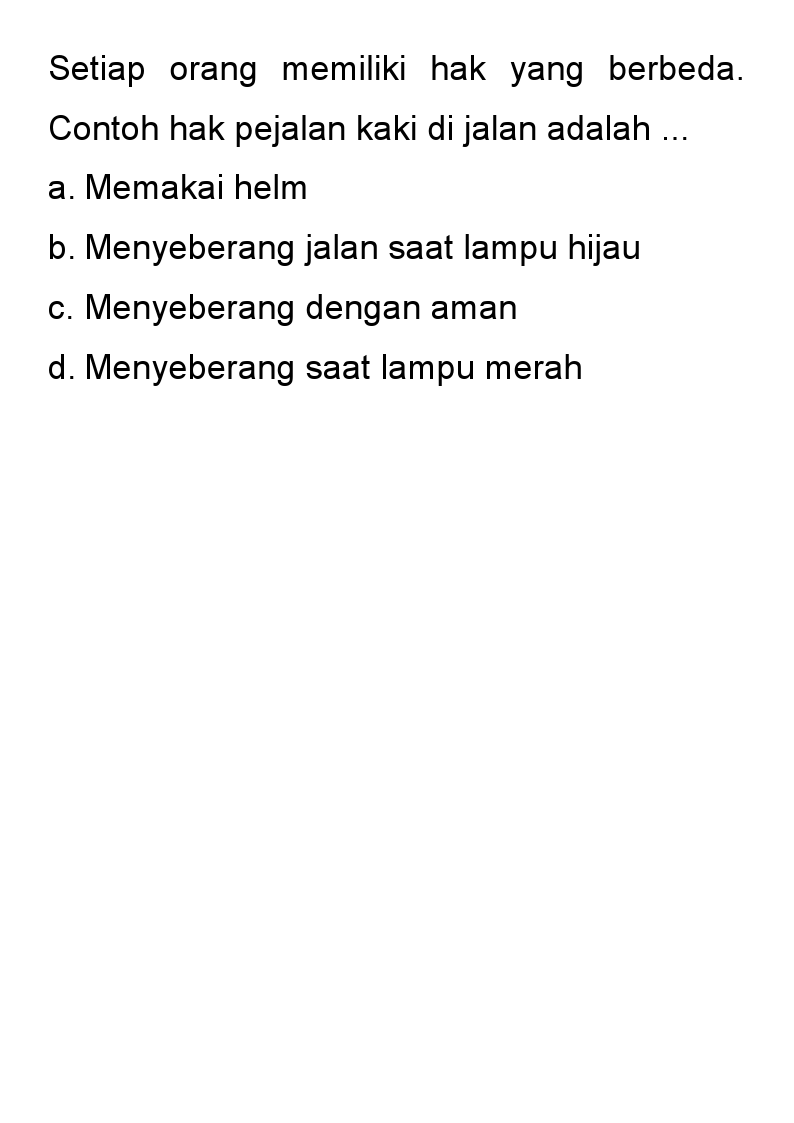 Setiap orang memiliki hak yang berbeda.
Contoh hak pejalan kaki di jalan adalah ...
a. Memakai helm
b. Menyeberang jalan saat lampu hijau
c. Menyeberang dengan aman
d. Menyeberang saat lampu merah